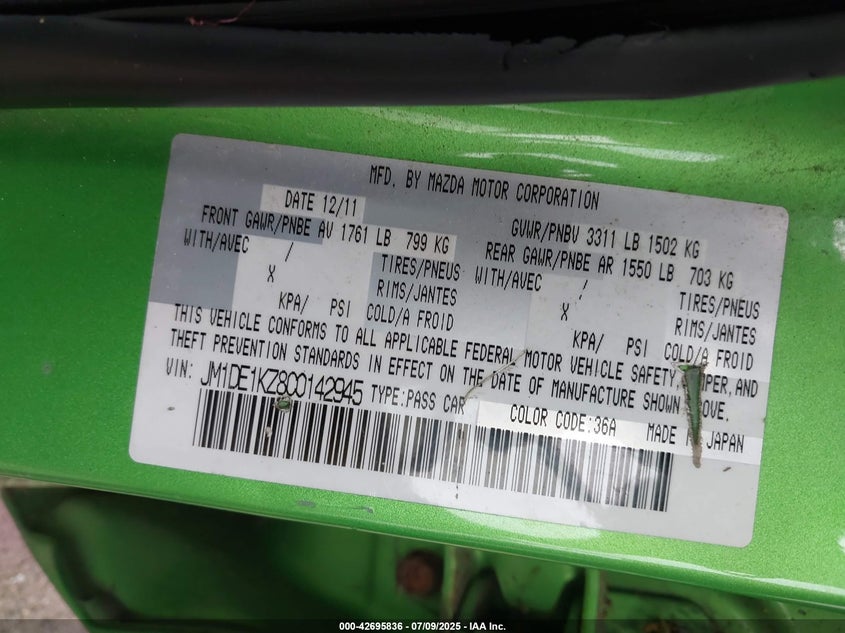 MFD. BY MAZDA MOTOR CORPORATION
DATE 12/11
GVWR/PNBV 3311 LB 1502 KG
FRONT GAWR/PNBE AV 1761 LB 799 KG
REAR GAWR/PNBE AR 1550 LB 703 KG
WITH/AVEC / TIRES/PNEUS
WITH/AVEC / TIRES/PNEUS
X RIMS/JANTES
X RIMS/JANTES
KPA/ PSI COLD/A FROID
KPA/ PSI COLD/A FROID
THIS VEHICLE CONFORMS TO ALL APPLICABLE FEDERAL MOTOR VEHICLE SAFETY, AND
THEFT PREVENTION STANDARDS IN EFFECT ON THE DATE OF MANUFACTURE SHOWN
VIN: JM1DE1KZ8C0142945 TYPE:PASS CAR
COLOR CODE:36A MADE JAPAN
000-42695836 - 07/09/2025 - IAA Inc.